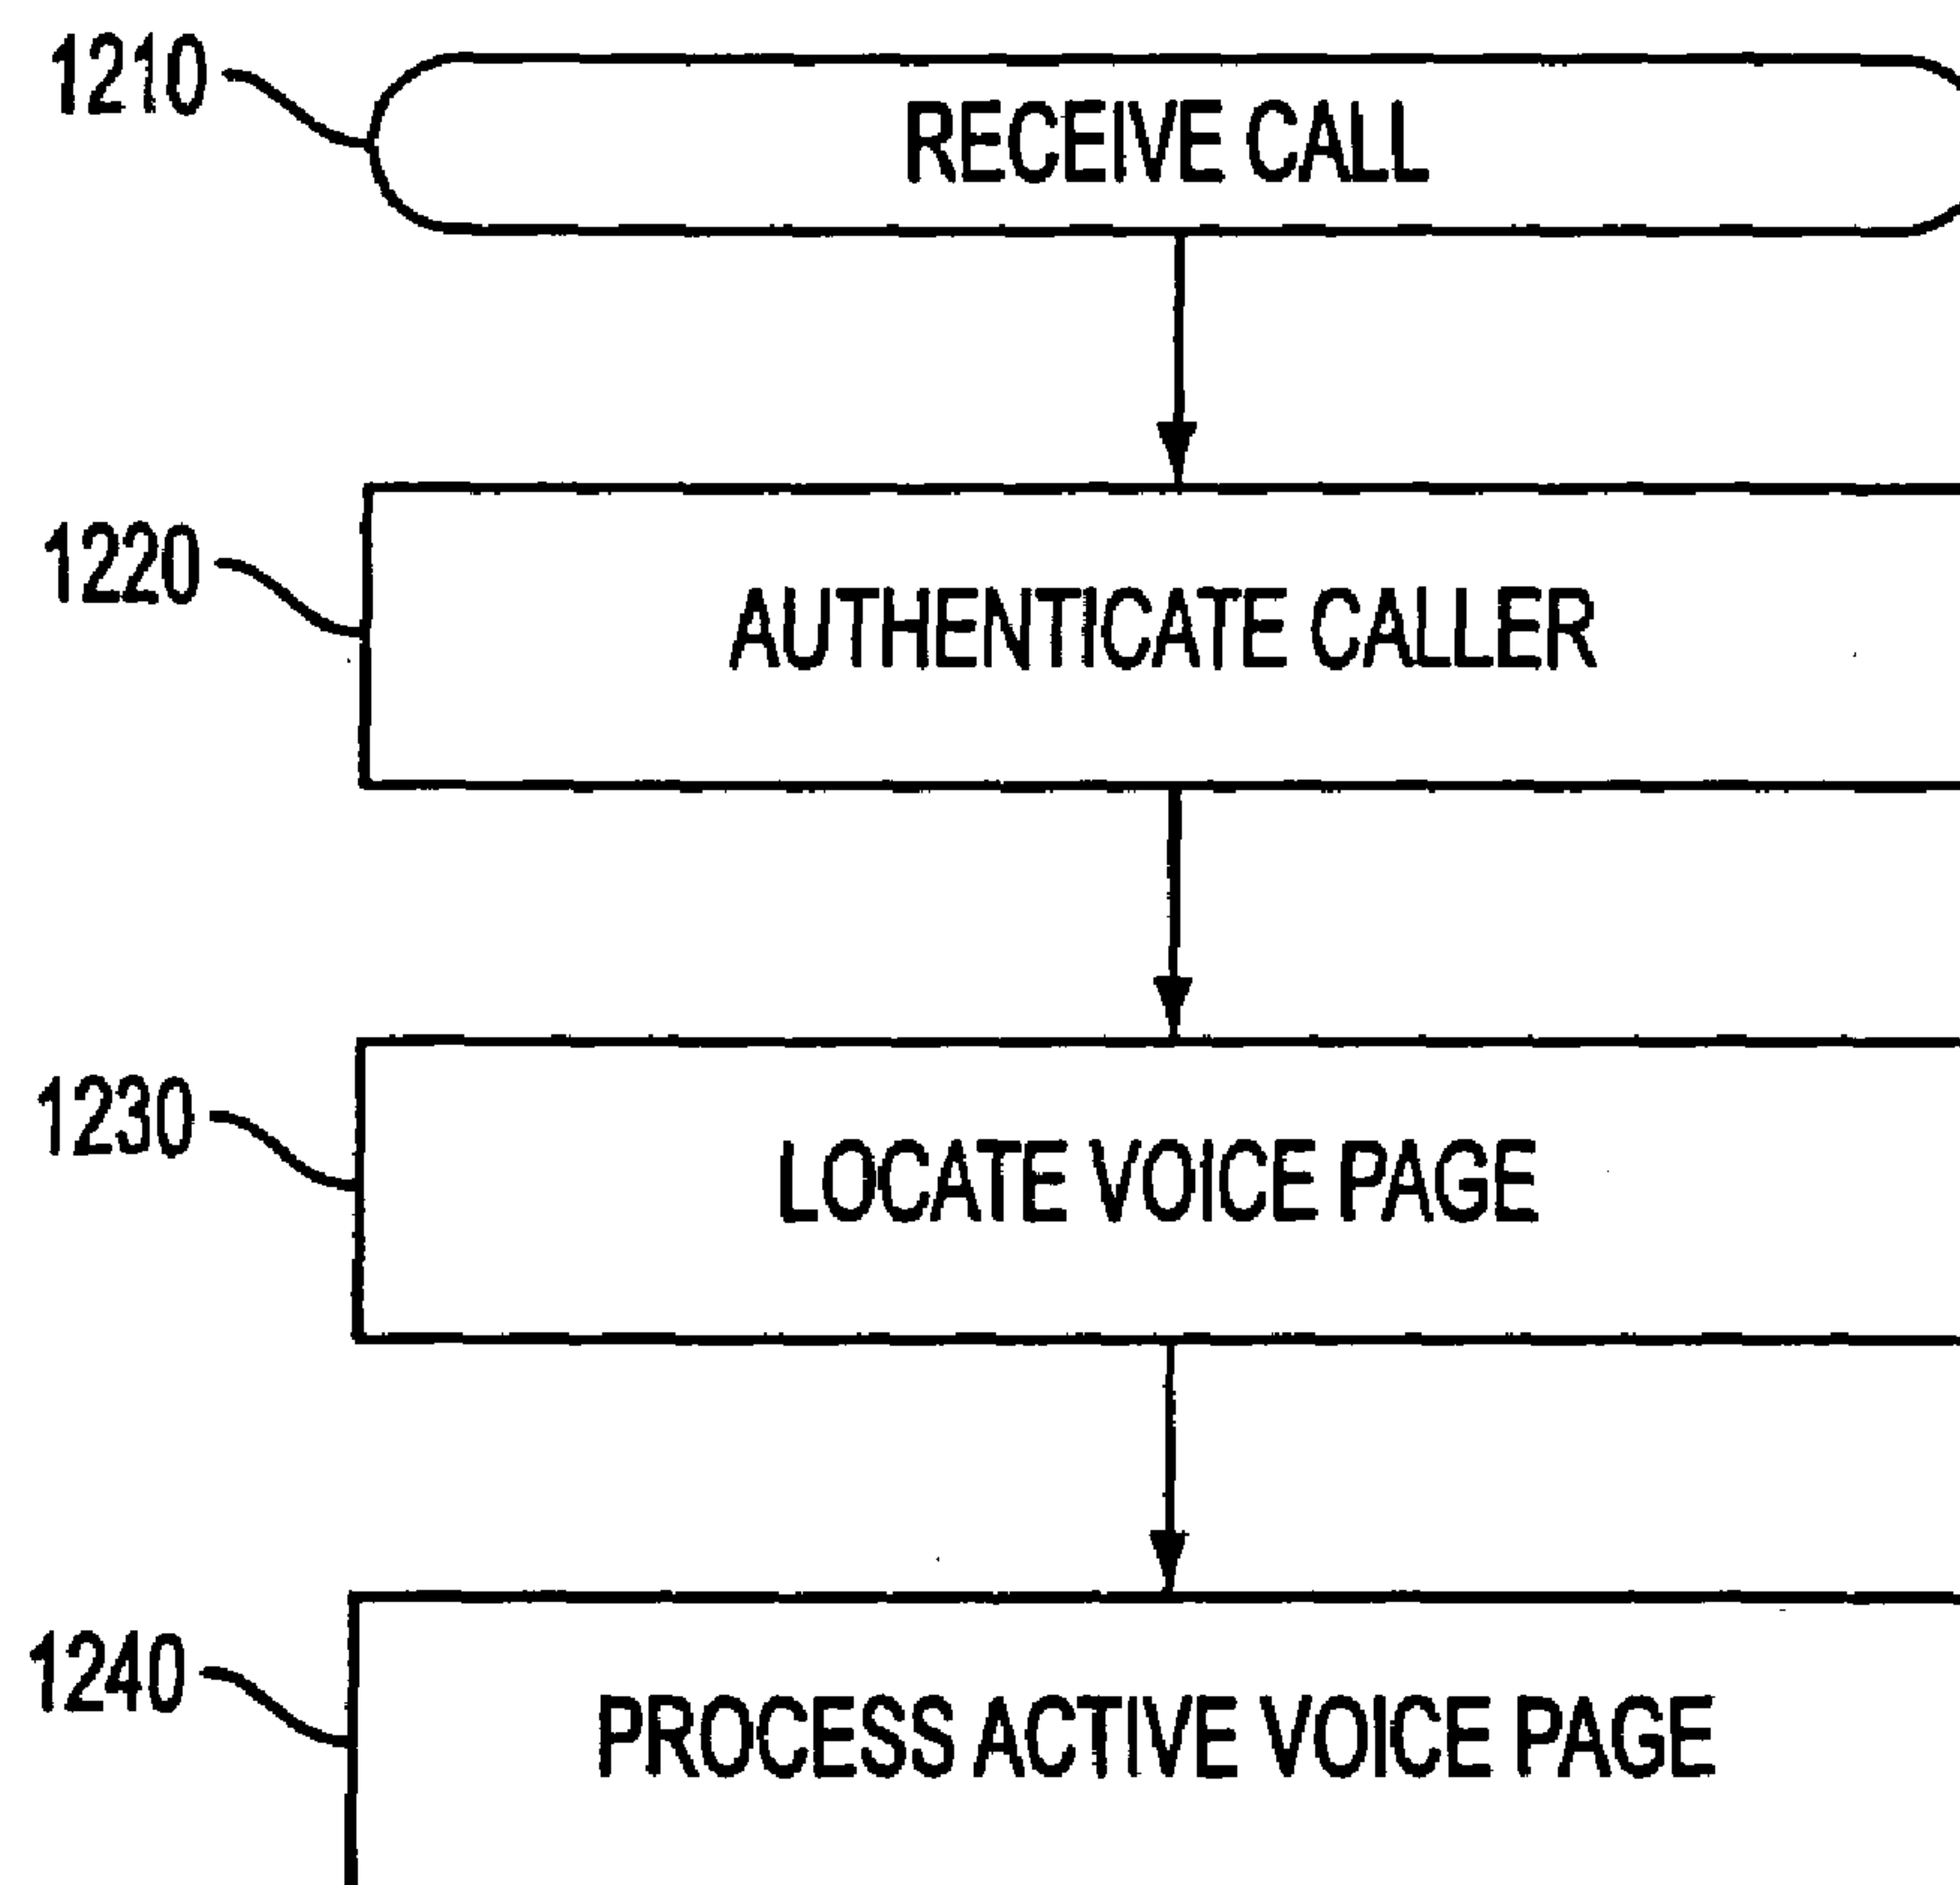 1210
RECEIVE CALL
1220
AUTHENTICATE CALLER
1230
LOCATE VOICE PAGE
1240
PROCESS ACTIVE VOICE PAGE